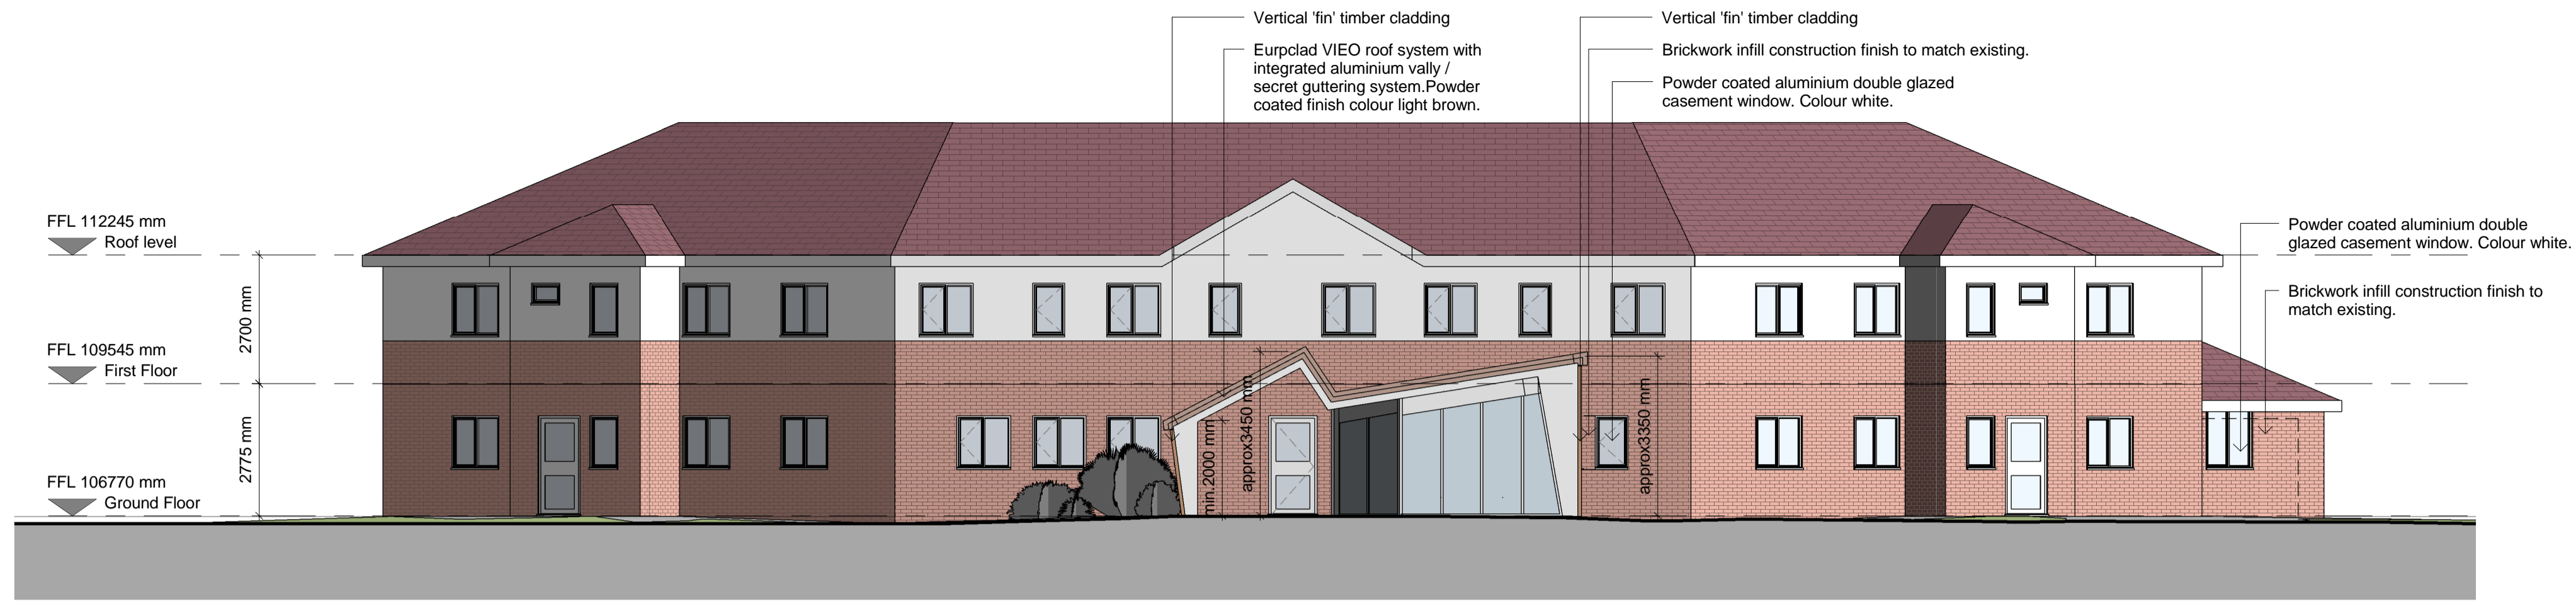 Vertical 'fin' timber cladding
Eurpclad VIEO roof system with
integrated aluminium vally /
secret guttering system.Powder
coated finish colour light brown.
Vertical 'fin' timber cladding
Brickwork infill construction finish to match existing.
Powder coated aluminium double glazed
casement window. Colour white.
FFL 112245 mm
Roof level
2700 mm
FFL 109545 mm
First Floor
2775 mm
FFL 106770 mm
Ground Floor
min.2000 mm
approx3450 mm
approx3350 mm
Powder coated aluminium double
glazed casement window. Colour white.
Brickwork infill construction finish to
match existing.